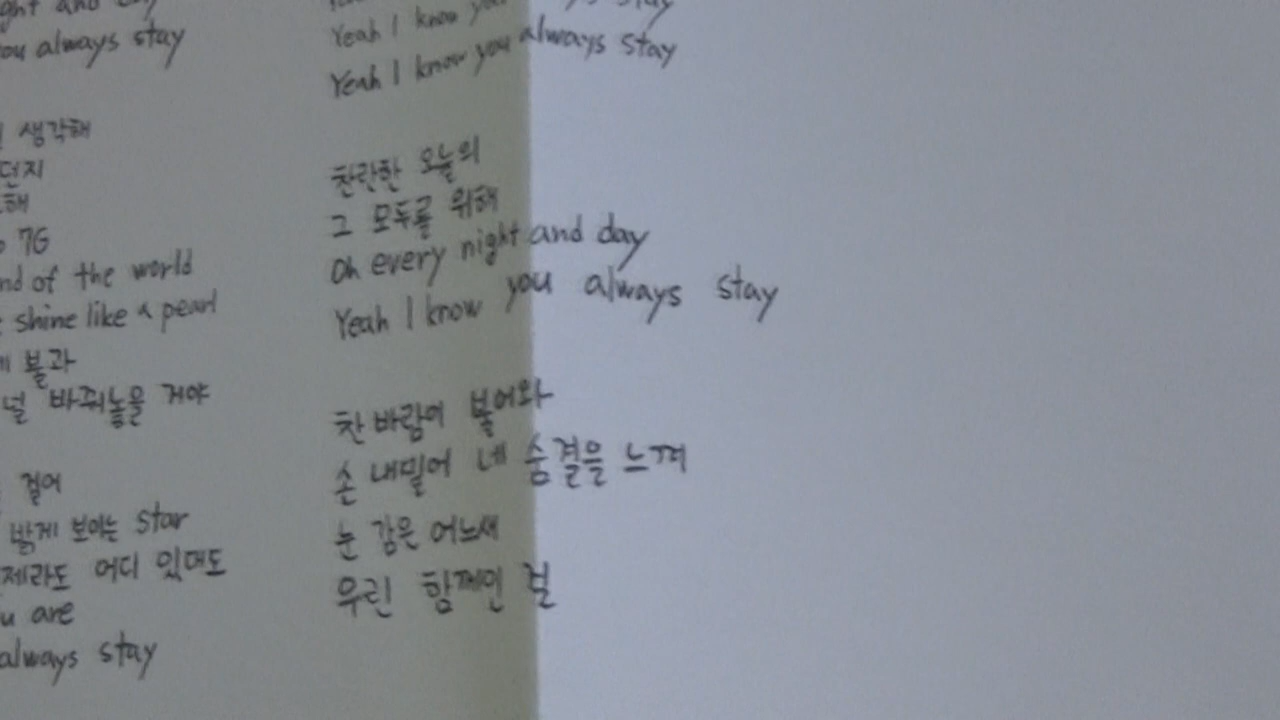 you always stay
생각해
던지
해
7G
of the world
shine like a pearl
볼과
널 바꿔놓을 거야
걸어
밝게 보이는 star
어디 있대도
are
always stay
Yeah I know you always stay
Yeah I know you always stay
찬란한 오늘의
그 모두를 위해
Oh every night and day
Yeah I know you always stay
찬 바람이 불어와
손 내밀어 네 숨결을 느껴
눈 감은 어느새
우린 함께인 걸